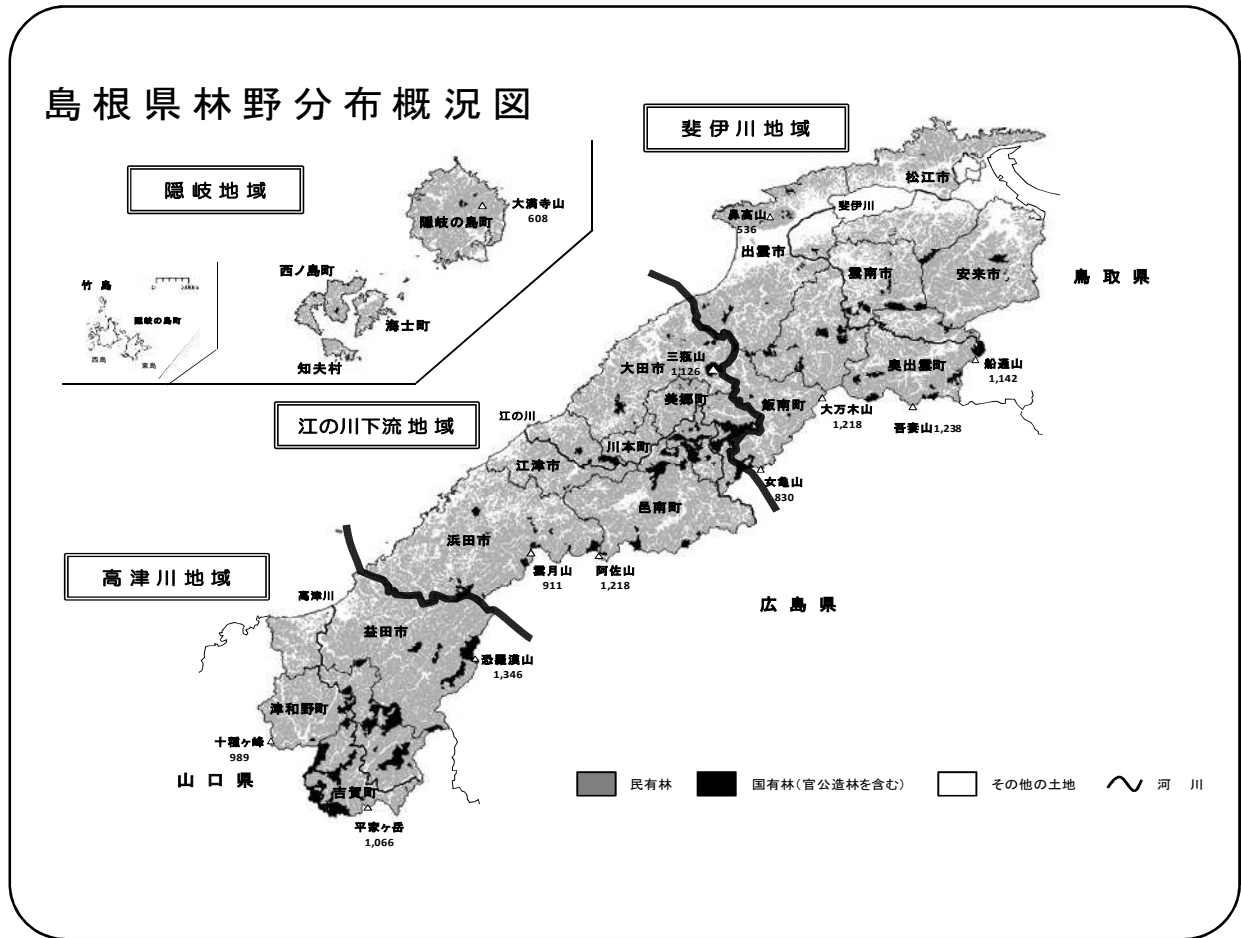 島根県林野分布概況図
斐伊川地域
隠岐地域
松江市
大満寺山
608
隠岐の島町
鼻高山
536
斐伊川
出雲市
雲南市
安来市
鳥取県
西ノ島町
竹島
隠岐の島町
西島
東島
海士町
知夫村
三瓶山
1,126
大田市
美郷町
飯南町
奥出雲町
船通山
1,142
大万木山
1,218
吾妻山1,238
江の川
江の川下流地域
川本町
江津市
女亀山
830
邑南町
浜田市
雲月山
911
阿佐山
1,218
高津川地域
高津川
広島県
益田市
恐羅漢山
1,346
津和野町
十種ヶ峰
989
山口県
吉賀町
平家ヶ岳
1,066
民有林
国有林(官公造林を含む)
その他の土地
河川